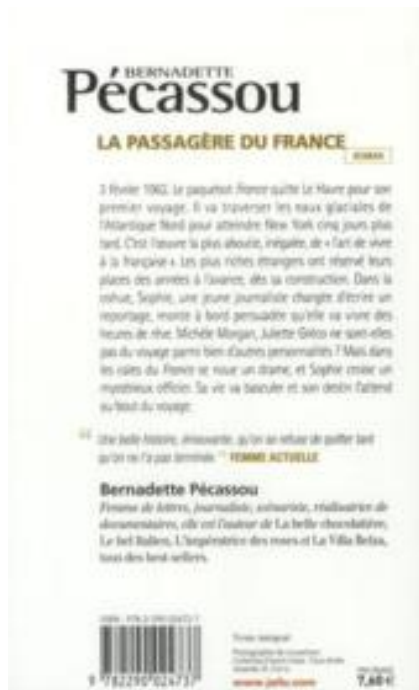 BERNADETTE
Pécassou
LA PASSAGÈRE DU FRANCE
ROMAN
3 février 1962. Le paquebot France quitte Le Havre pour son
premier voyage. Il va traverser les eaux glaciales de
l'Atlantique Nord pour atteindre New York cinq jours plus
tard. C'est l'œuvre la plus aboutie, inégalée, de « l'art de vivre
à la française ». Les plus riches étrangers ont réservé leurs
places des années à l'avance, dès sa construction. Dans la
cohue, Sophie, une jeune journaliste chargée d'écrire un
reportage, monte à bord persuadée qu'elle va vivre des
heures de rêve. Michèle Morgan, Juliette Gréco ne sont-elles
pas du voyage parmi bien d'autres personnalités ? Mais dans
les cales du France se noue un drame, et Sophie croise un
mystérieux officier. Sa vie va basculer et son destin l'attend
au bout du voyage.
“ Une belle histoire, émouvante, qu'on se refuse de quitter tant
qu'on ne l'a pas terminée. ” FEMME ACTUELLE
Bernadette Pécassou
Femme de lettres, journaliste, scénariste, réalisatrice de
documentaires, elle est l'auteur de La belle chocolatière,
Le bel Italien, L'impératrice des roses et La Villa Belza,
tous des best-sellers.
Texte intégral
9 782290 024737
www.jailu.com
7,60 €